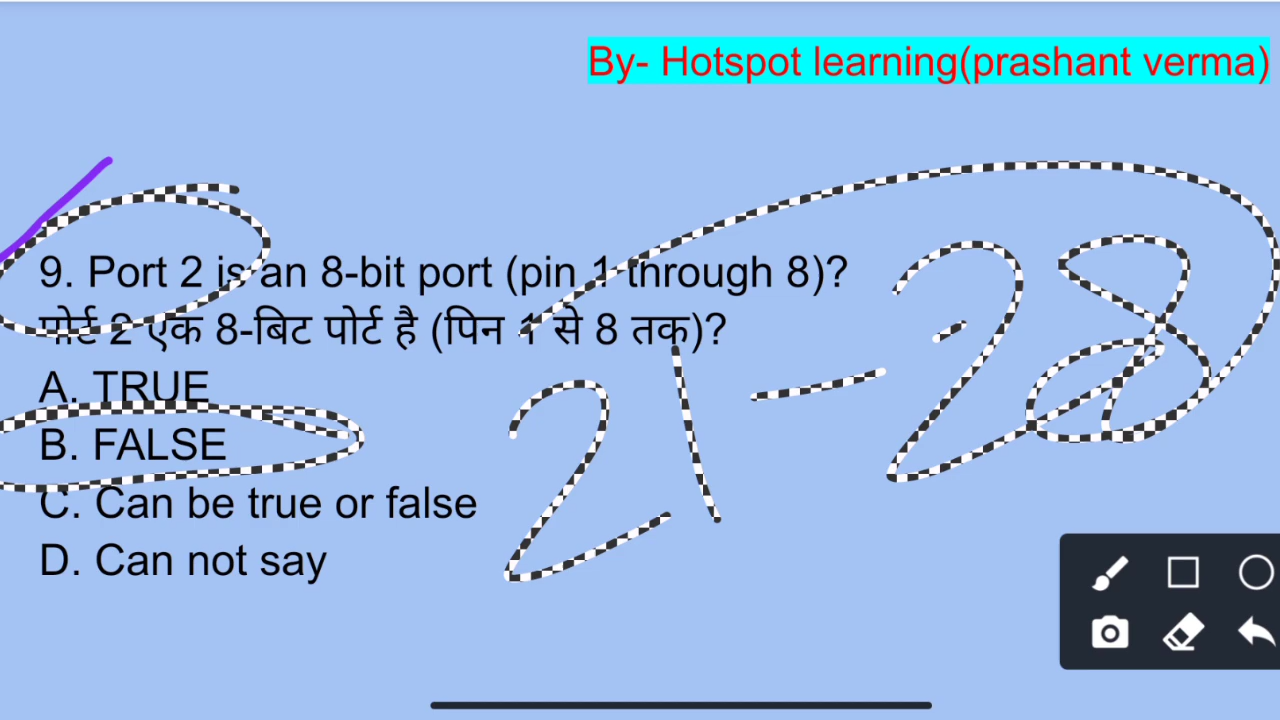 By- Hotspot learning(prashant verma)
9. Port 2 is an 8-bit port (pin 1 through 8)?
पोर्ट 2 एक 8-बिट पोर्ट है (पिन 1 से 8 तक)?
A. TRUE
B. FALSE
C. Can be true or false
D. Can not say
21 - 28